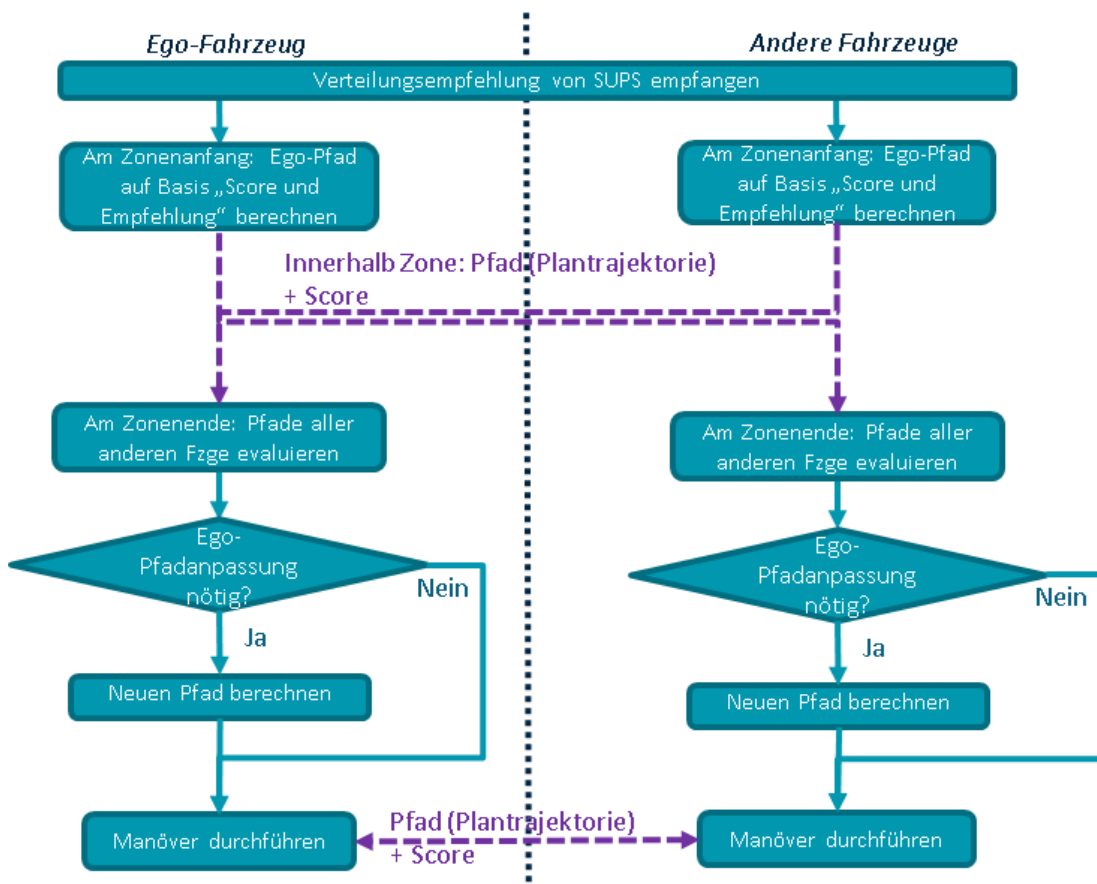 Ego-Fahrzeug
Andere Fahrzeuge
Verteilungsempfehlung von SUPS empfangen
Am Zonenanfang: Ego-Pfad
auf Basis „Score und
Empfehlung“ berechnen
Am Zonenanfang: Ego-Pfad
auf Basis „Score und
Empfehlung“ berechnen
Innerhalb Zone: Pfad (Plantrajektorie)
+ Score
Am Zonenende: Pfade aller
anderen Fzge evaluieren
Am Zonenende: Pfade aller
anderen Fzge evaluieren
Ego-
Pfadanpassung
nötig?
Nein
Ja
Ego-
Pfadanpassung
nötig?
Nein
Ja
Neuen Pfad berechnen
Neuen Pfad berechnen
Manöver durchführen
Pfad (Plantrajektorie)
+ Score
Manöver durchführen